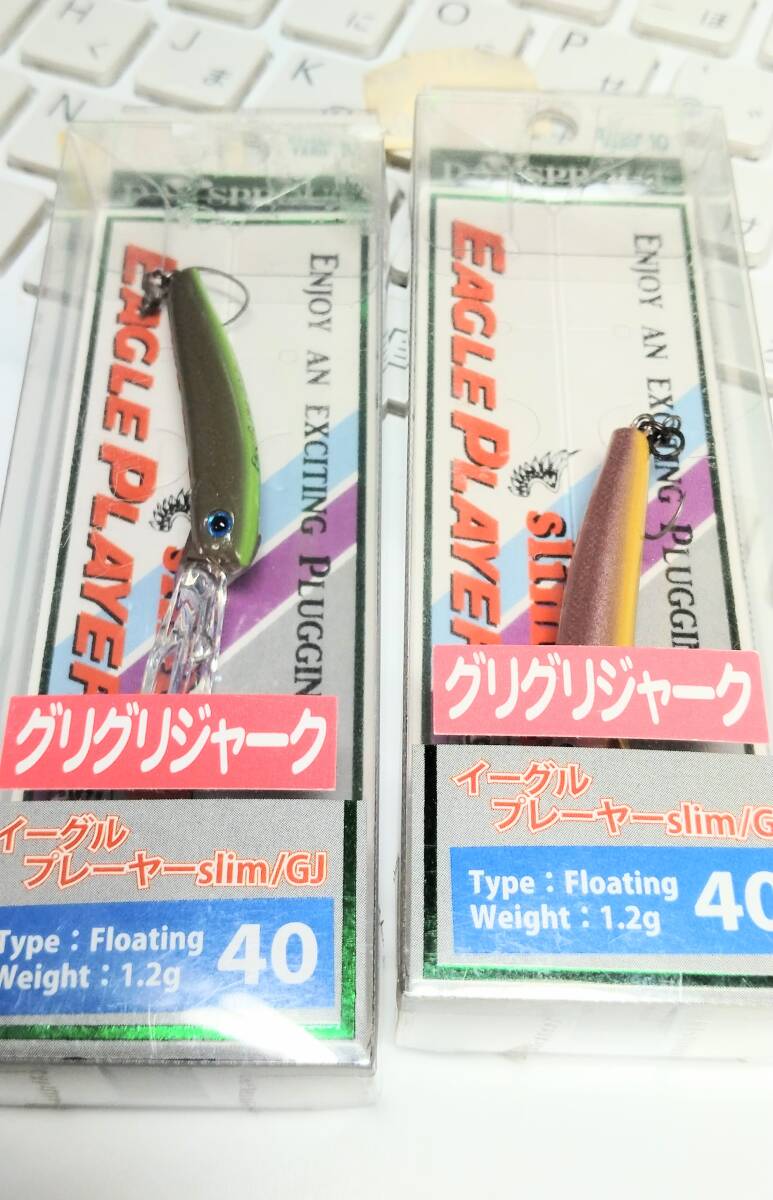 H
く
J
ま
K
O
P
N
EAGLE PLAYER
ENJOY AN EXCITING PLUGGIN
グリグリジャーク
イーグル
プレーヤーslim/GJ
Type：Floating
Weight：1.2g
40
EAGLE PLAYER
slim
ENJOY AN PLUGGIN
グリグリジャーク
イーグル
プレーヤーslim/G
Type：Floating
Weight：1.2g
40